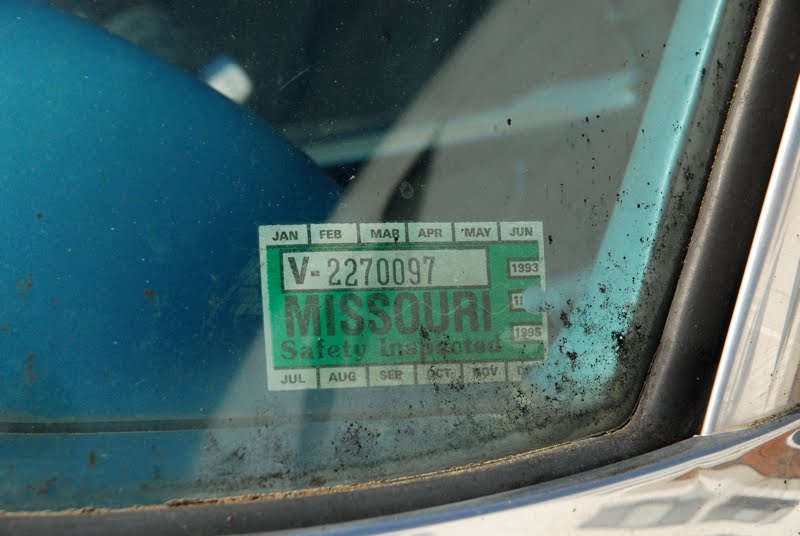 JAN FEB MAR APR MAY JUN
V-2270097
1993
MISSOURI
1995
Safety Inspected
JUL AUG SEP OCT NOV